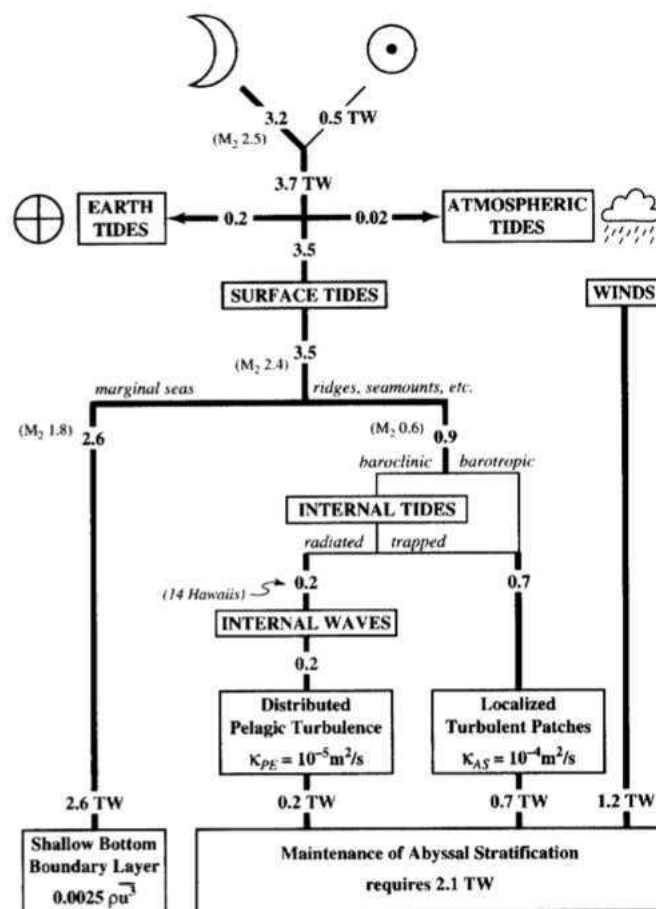 3.2
0.5 TW
(M₂ 2.5)
3.7 TW
EARTH
TIDES
0.2
0.02
ATMOSPHERIC
TIDES
3.5
SURFACE TIDES
WINDS
3.5
(M₂ 2.4)
marginal seas
ridges, seamounts, etc.
(M₂ 1.8)
2.6
(M₂ 0.6)
0.9
baroclinic
barotropic
INTERNAL TIDES
radiated
trapped
(14 Hawaiis)
0.2
0.7
INTERNAL WAVES
0.2
Distributed
Pelagic Turbulence
κ_PE = 10⁻⁵m²/s
Localized
Turbulent Patches
κ_AS = 10⁻⁴m²/s
2.6 TW
0.2 TW
0.7 TW
1.2 TW
Shallow Bottom
Boundary Layer
0.0025 ρu̅³
Maintenance of Abyssal Stratification
requires 2.1 TW